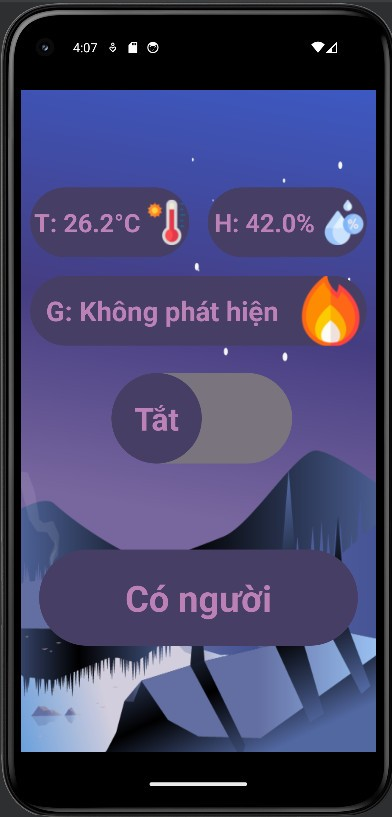 4:07
T: 26.2°C
H: 42.0%
%
G: Không phát hiện
Tắt
Có người